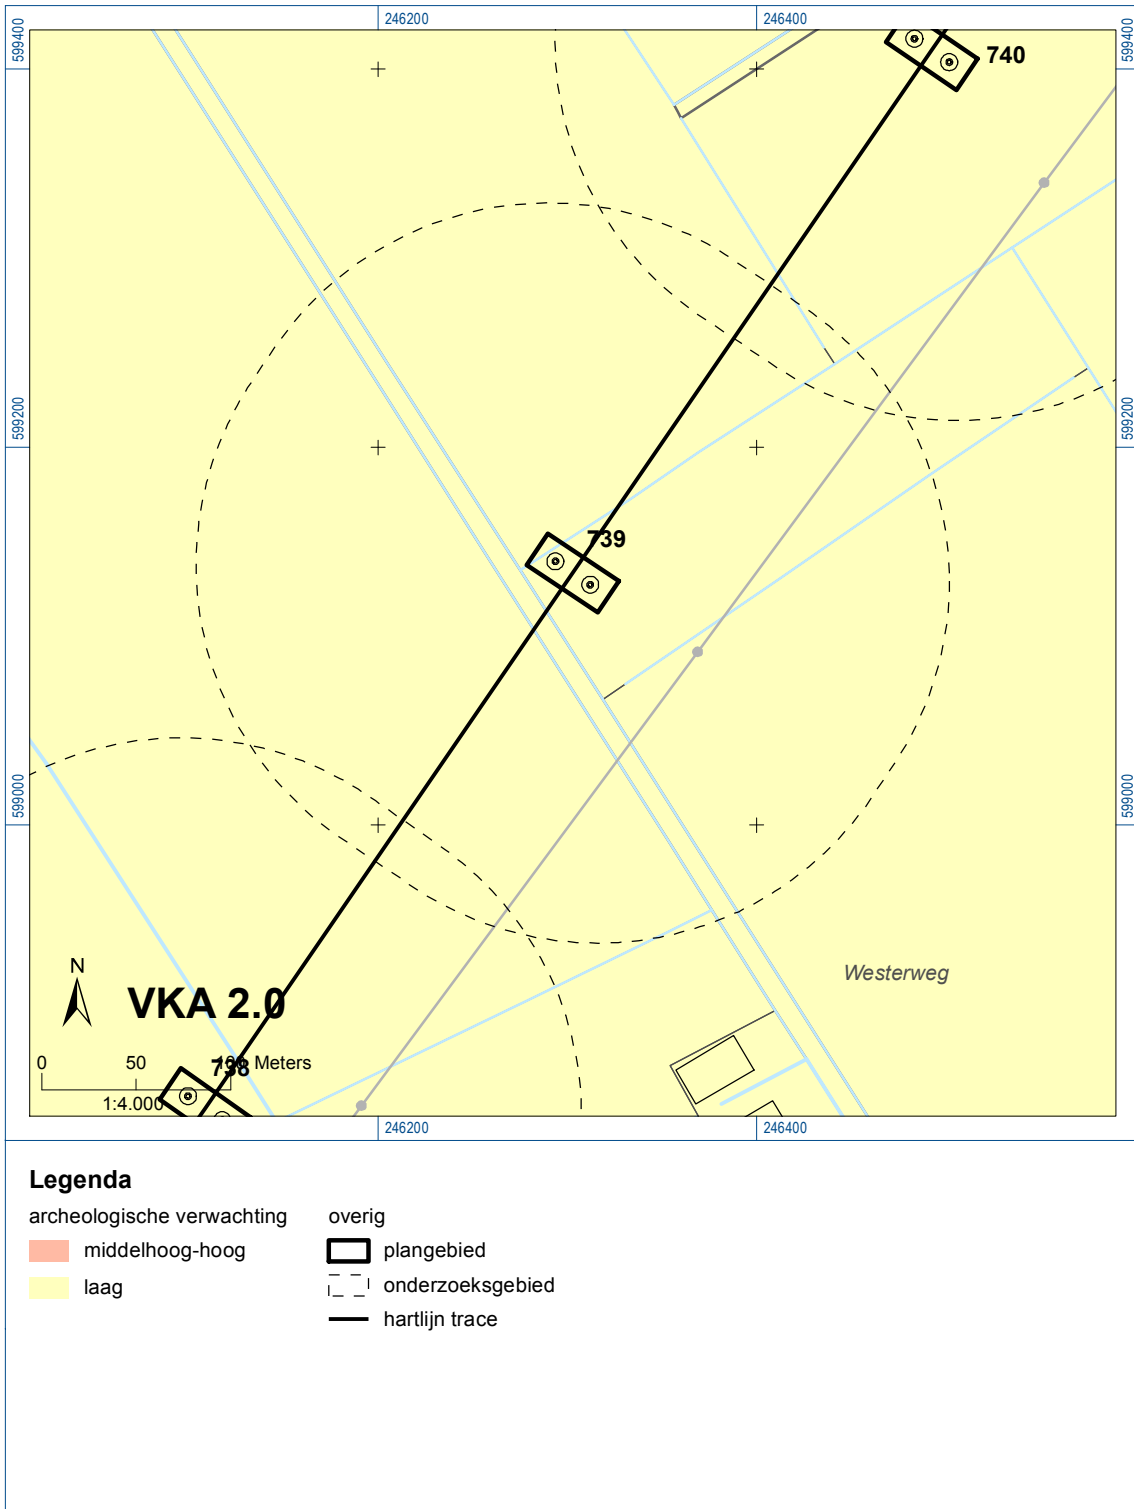 246200
246400
599400
599400
740
599200
599200
739
599000
599000
Westerweg
N
VKA 2.0
738
0 50 100 Meters
1:4.000
246200
246400
Legenda
archeologische verwachting
middelhoog-hoog
laag
overig
plangebied
onderzoeksgebied
hartlijn trace